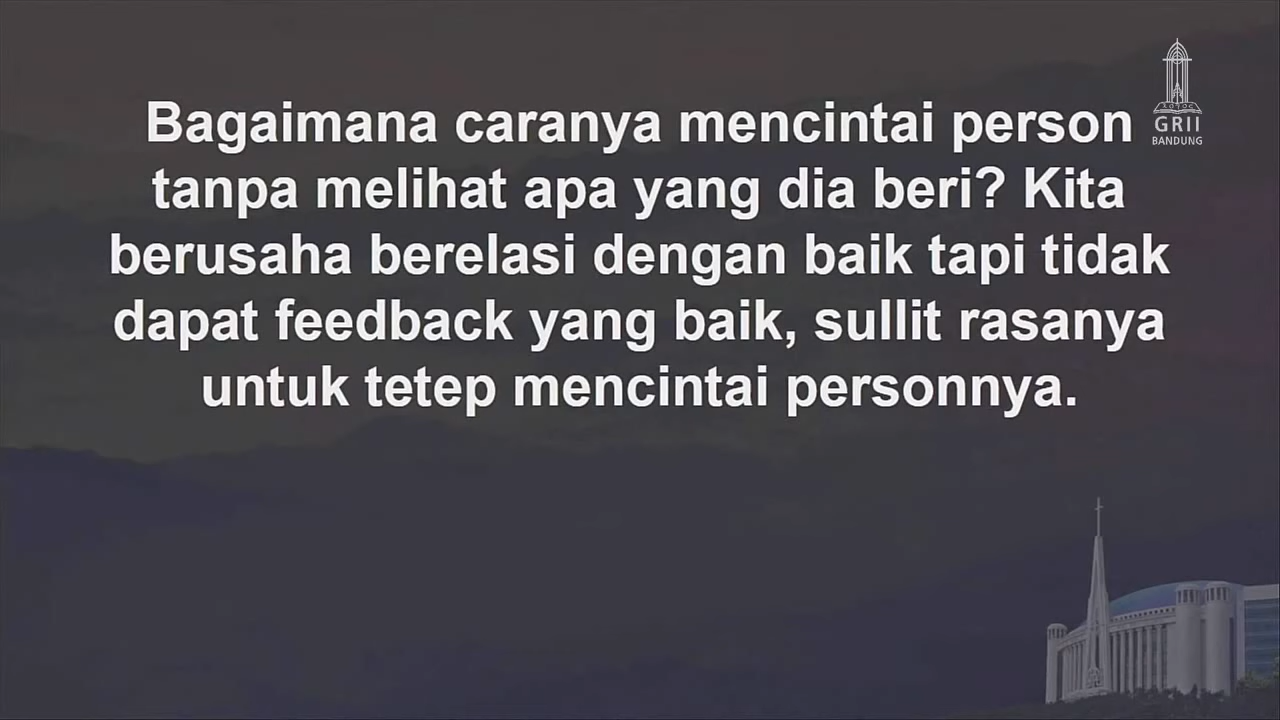 Bagaimana caranya mencintai person
tanpa melihat apa yang dia beri? Kita
berusaha berelasi dengan baik tapi tidak
dapat feedback yang baik, sullit rasanya
untuk tetep mencintai personnya.
GRII
BANDUNG